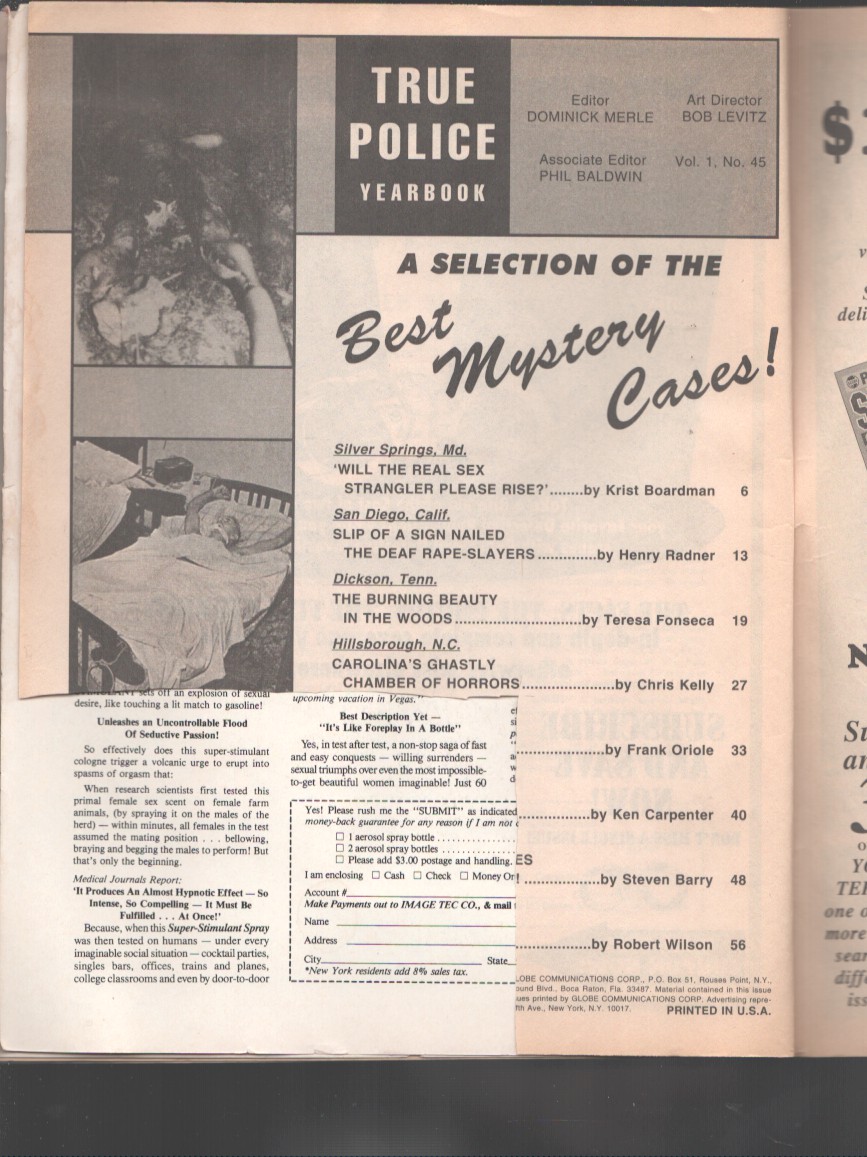 TRUE
POLICE
YEARBOOK
Editor
DOMINICK MERLE
Art Director
BOB LEVITZ
Associate Editor
PHIL BALDWIN
Vol. 1, No. 45
A SELECTION OF THE
Best
Mystery
Cases!
Silver Springs, Md.
'WILL THE REAL SEX
STRANGLER PLEASE RISE?'........by Krist Boardman 6
San Diego, Calif.
SLIP OF A SIGN NAILED
THE DEAF RAPE-SLAYERS..............by Henry Radner 13
Dickson, Tenn.
THE BURNING BEAUTY
IN THE WOODS..............................by Teresa Fonseca 19
Hillsborough, N.C.
CAROLINA'S GHASTLY
CHAMBER OF HORRORS......................by Chris Kelly 27
....................by Frank Oriole 33
....................by Ken Carpenter 40
ES
..................by Steven Barry 48
..................by Robert Wilson 56
LOBE COMMUNICATIONS CORP., P.O. Box 51, Rouses Point, N.Y.,
ound Blvd., Boca Raton, Fla. 33487. Material contained in this issue
ues printed by GLOBE COMMUNICATIONS CORP. Advertising repre-
fth Ave., New York, N.Y. 10017. PRINTED IN U.S.A.
sets off an explosion of sexual
desire, like touching a lit match to gasoline!
Unleashes an Uncontrollable Flood
Of Seductive Passion!
So effectively does this super-stimulant
cologne trigger a volcanic urge to erupt into
spasms of orgasm that:
When research scientists first tested this
primal female sex scent on female farm
animals, (by spraying it on the males of the
herd) — within minutes, all females in the test
assumed the mating position . . . bellowing,
braying and begging the males to perform! But
that's only the beginning.
Medical Journals Report:
'It Produces An Almost Hypnotic Effect — So
Intense, So Compelling — It Must Be
Fulfilled . . . At Once!'
Because, when this Super-Stimulant Spray
was then tested on humans — under every
imaginable social situation — cocktail parties,
singles bars, offices, trains and planes,
college classrooms and even by door-to-door
upcoming vacation in Vegas."
Best Description Yet —
"It's Like Foreplay In A Bottle"
Yes, in test after test, a non-stop saga of fast
and easy conquests — willing surrenders —
sexual triumphs over even the most impossible-
to-get beautiful women imaginable! Just 60
Yes! Please rush me the "SUBMIT" as indicated
money-back guarantee for any reason if I am not
☐ 1 aerosol spray bottle
☐ 2 aerosol spray bottles
☐ Please add $3.00 postage and handling.
I am enclosing ☐ Cash ☐ Check ☐ Money Or
Account #
Make Payments out to IMAGE TEC CO., & mail
Name
Address
City State
*New York residents add 8% sales tax.